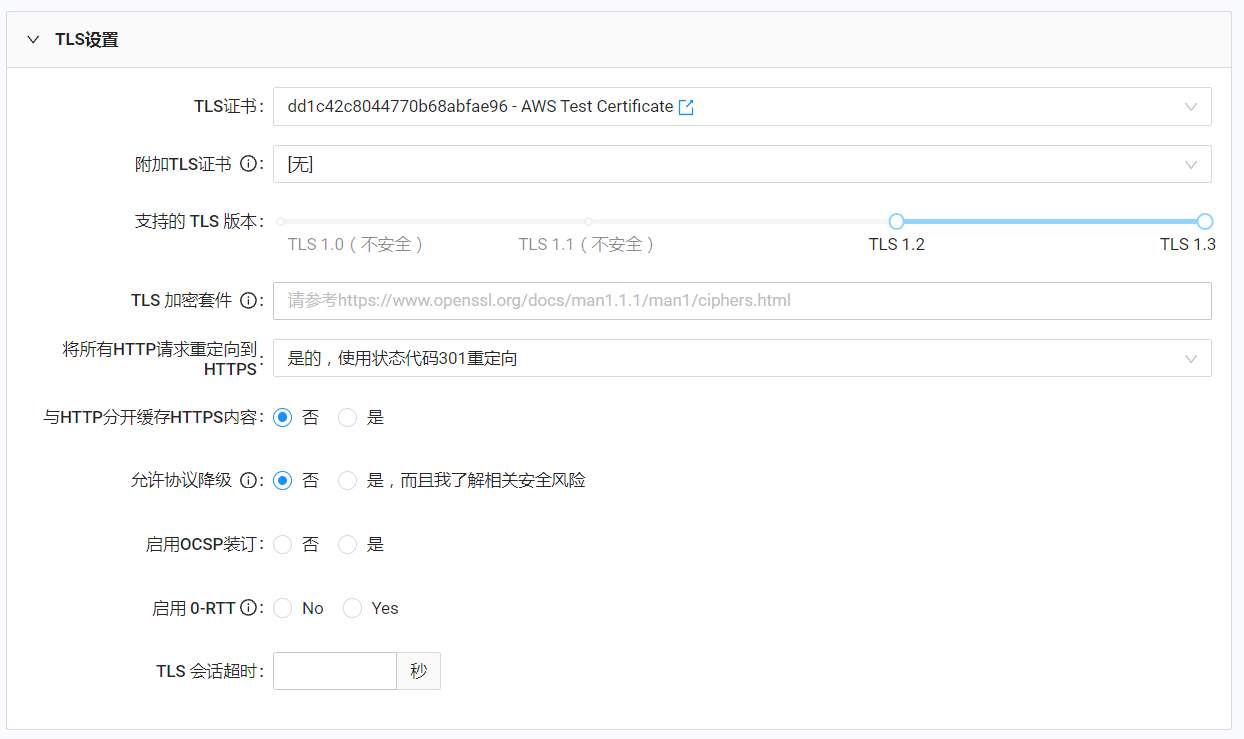 TLS设置
TLS证书： dd1c42c8044770b68abfae96 - AWS Test Certificate
附加TLS证书 ： [无]
支持的 TLS 版本：
TLS 1.0（不安全） TLS 1.1（不安全） TLS 1.2 TLS 1.3
TLS 加密套件 ： 请参考https://www.openssl.org/docs/man1.1.1/man1/ciphers.html
将所有HTTP请求重定向到
HTTPS： 是的，使用状态代码301重定向
与HTTP分开缓存HTTPS内容： 否 是
允许协议降级 ： 否 是，而且我了解相关安全风险
启用OCSP装订： 否 是
启用 0-RTT ： No Yes
TLS 会话超时： 秒